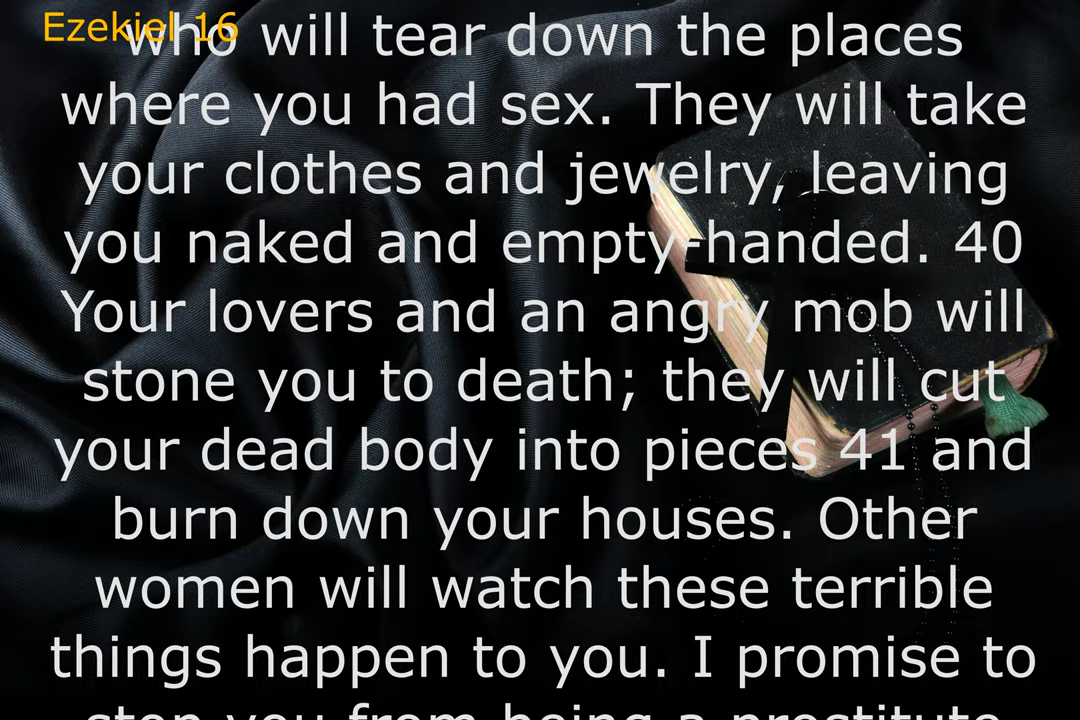 Ezekiel 16
who will tear down the places
where you had sex. They will take
your clothes and jewelry, leaving
you naked and empty-handed. 40
Your lovers and an angry mob will
stone you to death; they will cut
your dead body into pieces 41 and
burn down your houses. Other
women will watch these terrible
things happen to you. I promise to
stop you from being a prostitute